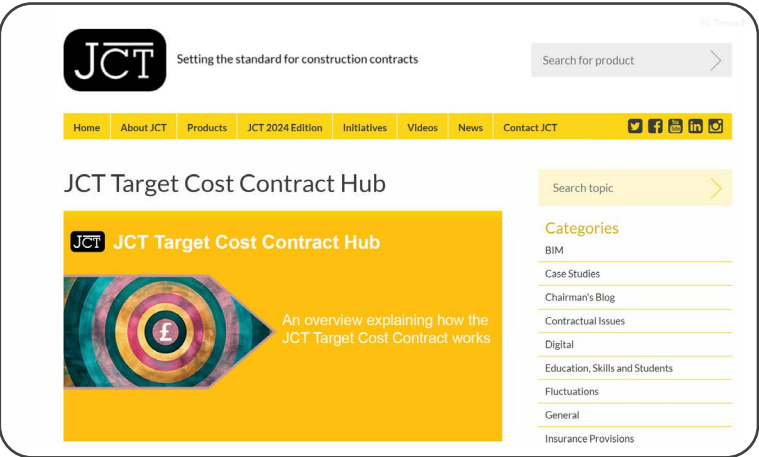 JCT
Setting the standard for construction contracts
Search for product
Home About JCT Products JCT 2024 Edition Initiatives Videos News Contact JCT
JCT Target Cost Contract Hub
Search topic
JCT JCT Target Cost Contract Hub
£
An overview explaining how the
JCT Target Cost Contract works
Categories
BIM
Case Studies
Chairman's Blog
Contractual Issues
Digital
Education, Skills and Students
Fluctuations
General
Insurance Provisions